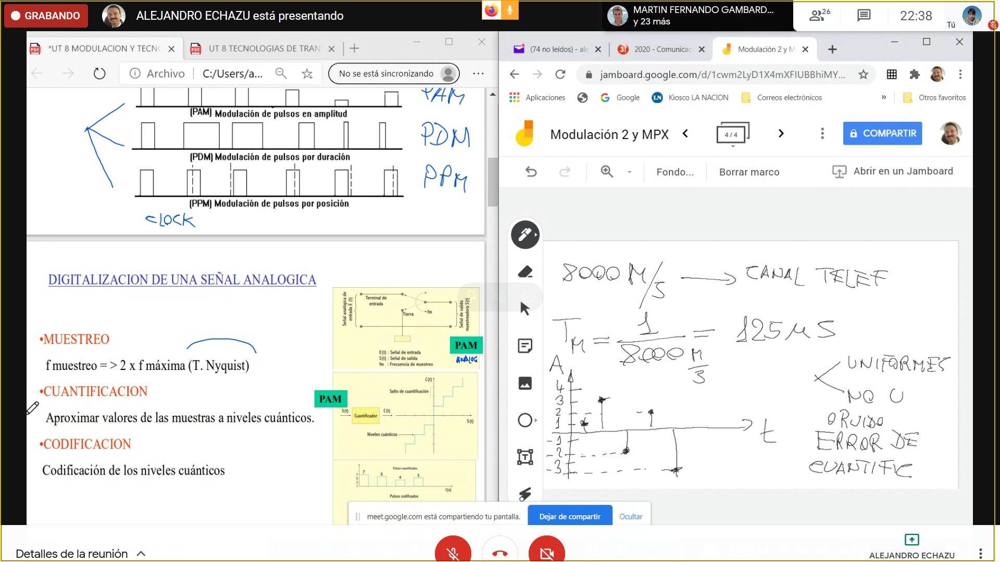 GRABANDO
ALEJANDRO ECHAZU está presentando
MARTIN FERNANDO GAMBARD...
y 23 más
26
22:38
Tú
*UT 8 MODULACION Y TECNO
UT 8 TECNOLOGIAS DE TRAN
Archivo
C:/Users/a...
No se está sincronizando
PAM
(PAM) Modulación de pulsos en amplitud
PDM
(PDM) Modulación de pulsos por duración
PPM
(PPM) Modulación de pulsos por posición
CLOCK
DIGITALIZACION DE UNA SEÑAL ANALOGICA
•MUESTREO
f muestreo = > 2 x f máxima (T. Nyquist)
•CUANTIFICACION
Aproximar valores de las muestras a niveles cuánticos.
•CODIFICACION
Codificación de los niveles cuánticos
Señal analógica de entrada E (t)
Terminal de entrada
Tierra
fm
Señal de salida muestreadora S(t)
PAM
ANALOG
E(t) : Señal de entrada
S(t) : Señal de salida
fm : Frecuencia de muestreo
PAM
C(t)
Salto de cuantificación
S(t)
Cuantificador
C(t)
S(t)
Niveles cuánticos
Pulsos cuantificados
7
6
4
5
7
5
3
1
t(s)
Pulsos codificados
(74 no leídos) - ale
2020 - Comunicac
Modulación 2 y M
jamboard.google.com/d/1cwm2LyD1X4mXFIUBBhiMY...
Aplicaciones
Google
LN
Kiosco LA NACION
Correos electrónicos
»
Otros favoritos
Modulación 2 y MPX
4 / 4
COMPARTIR
Fondo...
Borrar marco
Abrir en un Jamboard
8000 M/S → CANAL TELEF
TM = 1 / 8000 M/S = 125 μS
A
4
3
2
1
-1
-2
-3
t
UNIFORMES
NO U
O RUIDO
ERROR DE
CUANTIFIC
meet.google.com está compartiendo tu pantalla.
Dejar de compartir
Ocultar
Detalles de la reunión
ALEJANDRO ECHAZU